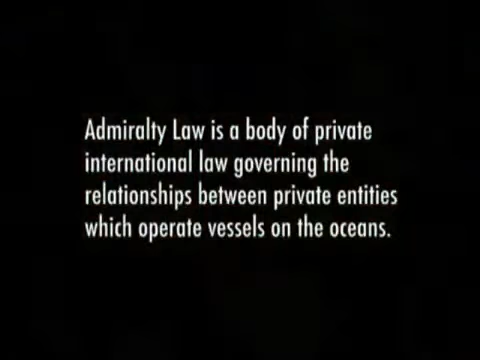 Admiralty Law is a body of private
international law governing the
relationships between private entities
which operate vessels on the oceans.